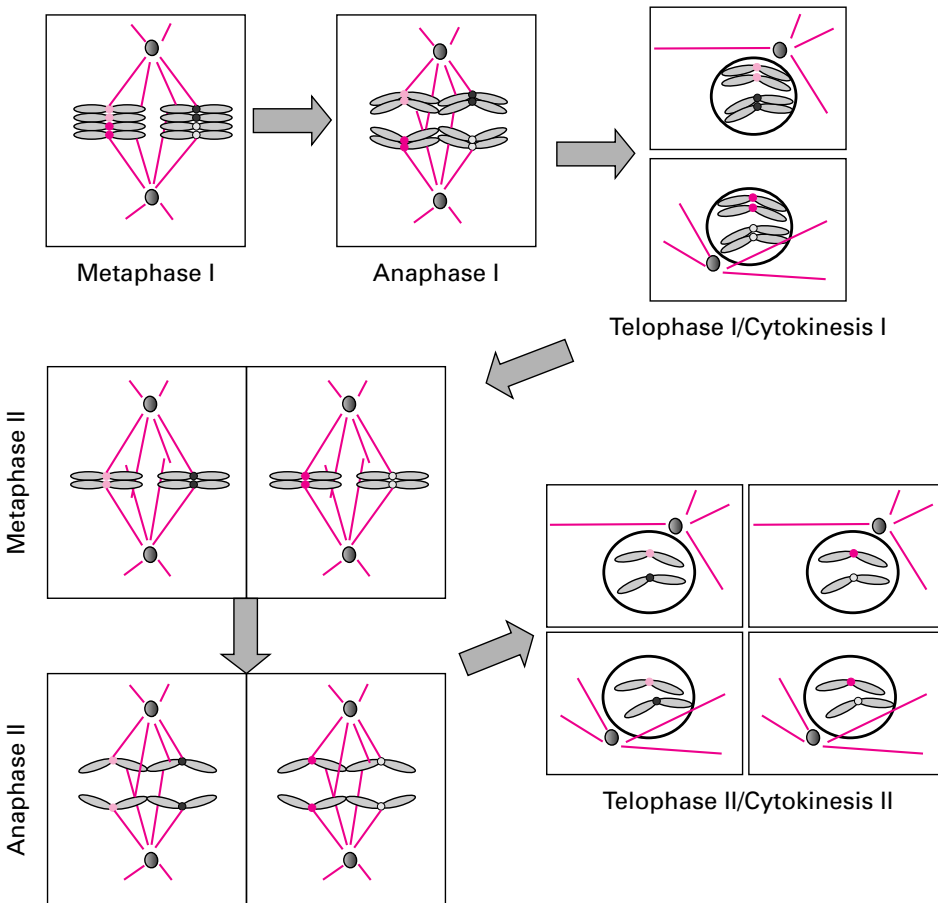 Metaphase I
Anaphase I
Telophase I/Cytokinesis I
Metaphase II
Anaphase II
Telophase II/Cytokinesis II